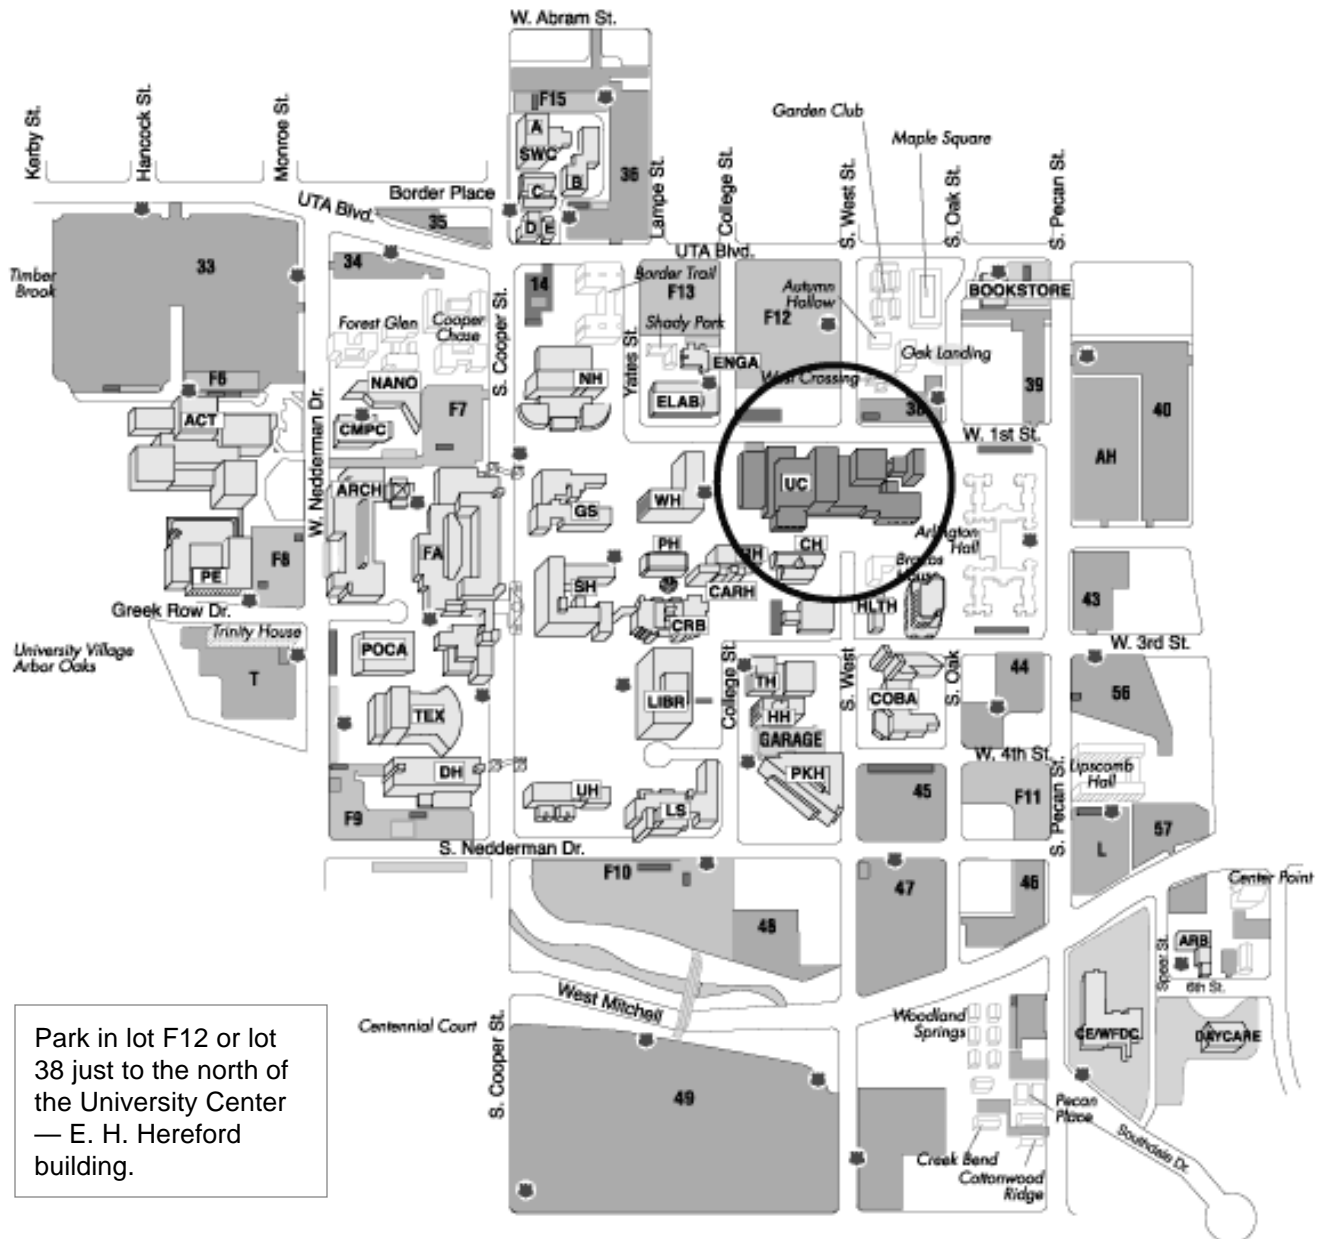 W. Abram St.
Kerby St.
Hancock St.
Monroe St.
F15
A
SWC
B
C
D
E
36
Lampe St.
College St.
Garden Club
Maple Square
S. West St.
S. Oak St.
S. Pecan St.
Border Place
UTA Blvd.
35
UTA Blvd.
Timber
Brook
33
34
14
Border Trail
F13
Autumn
Hollow
F12
BOOKSTORE
Forest Glen
Cooper
Chase
S. Cooper St.
Shady Park
Yates St.
ENGA
Oak Landing
F6
NANO
NH
West Crossing
39
ACT
F7
ELAB
38
40
CMPC
W. 1st St.
W. Nedderman Dr.
AH
ARCH
UC
WH
GS
Arlington
Hall
FA
PH
RH
CH
Brazos
House
F8
PE
SH
CARH
HLTH
43
Greek Row Dr.
CRB
Trinity House
University Village
Arbor Oaks
POCA
W. 3rd St.
T
College St.
TH
S. West
COBA
S. Oak
44
56
LIBR
TEX
HH
GARAGE
W. 4th St.
Lipscomb
Hall
DH
PKH
UH
45
F11
S. Pecan St.
LS
F9
57
L
S. Nedderman Dr.
F10
47
46
Center Point
48
ARB
Speer St.
6th St.
West Mitchell
Woodland
Springs
Centennial Court
S. Cooper St.
CE/WFDC
DAYCARE
Park in lot F12 or lot
38 just to the north of
the University Center
— E. H. Hereford
building.
49
Pecan
Place
Southdale Dr.
Creek Bend
Cottonwood
Ridge